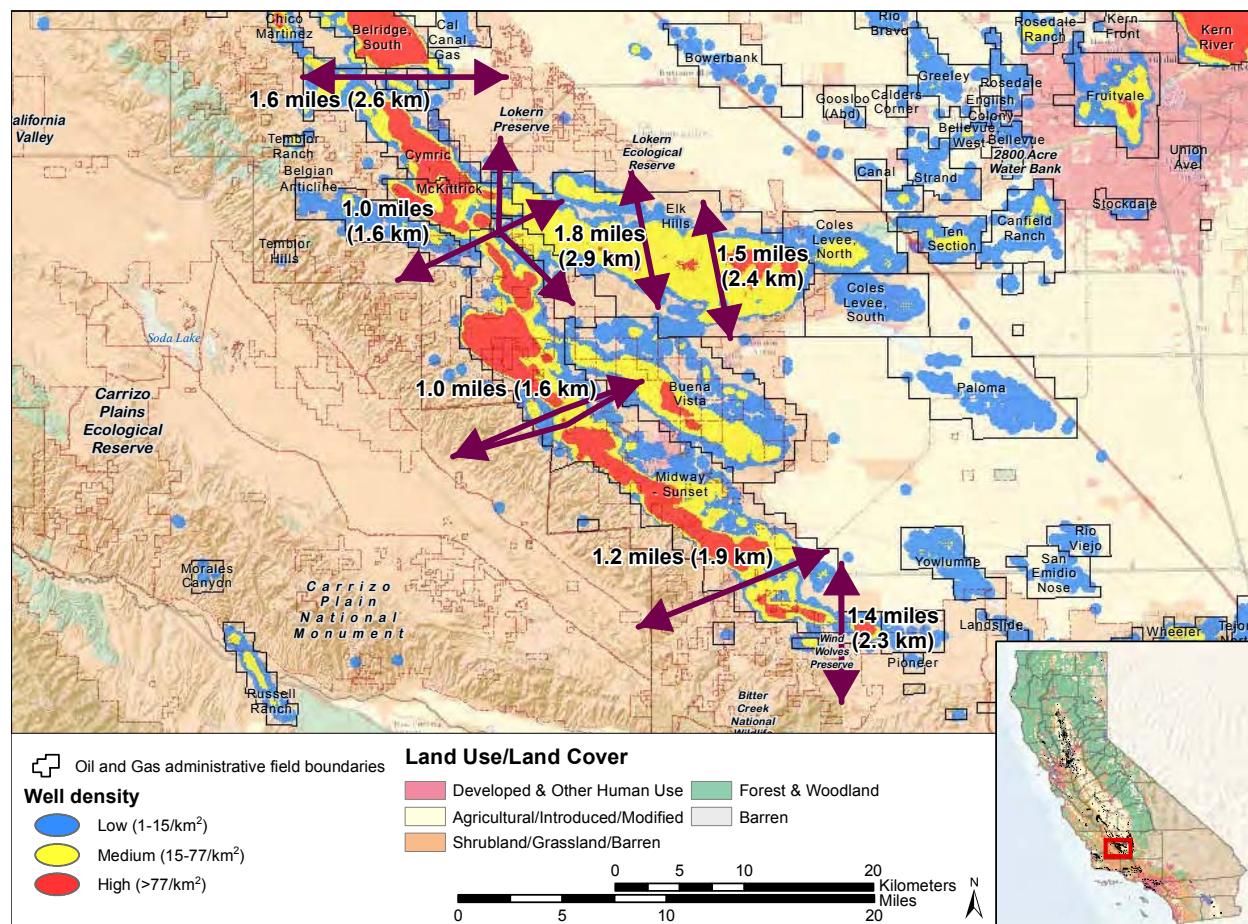 Chico
Martinez
Belridge,
South
Cal
Canal
Gas
Rio
Bravo
Rosedale
Ranch
Kern
Front
Kern
River
Bowerbank
Greeley
Rosedale
Fruitvale
1.6 miles (2.6 km)
Goosloo
(Abd)
Calders
Corner
English
Colony
Lokern
Preserve
California
Valley
Temblor
Ranch
Cymric
Lokern
Ecological
Reserve
Bellevue,
West
Bellevue
2800 Acre
Water Bank
Union
Ave
Belgian
Anticline
McKittrick
Canal
Strand
1.0 miles
(1.6 km)
Elk
Hills
Stockdale
1.8 miles
(2.9 km)
Coles
Levee,
North
Ten
Section
Canfield
Ranch
Temblor
Hills
1.5 miles
(2.4 km)
Coles
Levee,
South
Soda Lake
Carrizo
Plains
Ecological
Reserve
1.0 miles (1.6 km)
Buena
Vista
Paloma
Midway
- Sunset
1.2 miles (1.9 km)
Rio
Viejo
Yowlumne
San
Emidio
Nose
Morales
Canyon
Carrizo
Plain
National
Monument
1.4 miles
(2.3 km)
Landslide
Wheeler
Wind
Wolves
Preserve
Pioneer
Russell
Ranch
Bitter
Creek
National
Oil and Gas administrative field boundaries
Well density
Low (1-15/km²)
Medium (15-77/km²)
High (>77/km²)
Land Use/Land Cover
Developed & Other Human Use
Forest & Woodland
Agricultural/Introduced/Modified
Barren
Shrubland/Grassland/Barren
0 5 10 20
Kilometers
Miles
0 5 10 20
N